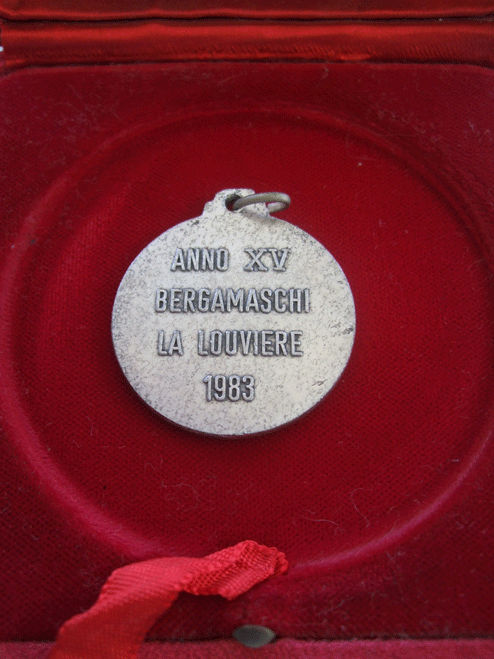 ANNO XV
BERGAMASCHI
LA LOUVIERE
1983